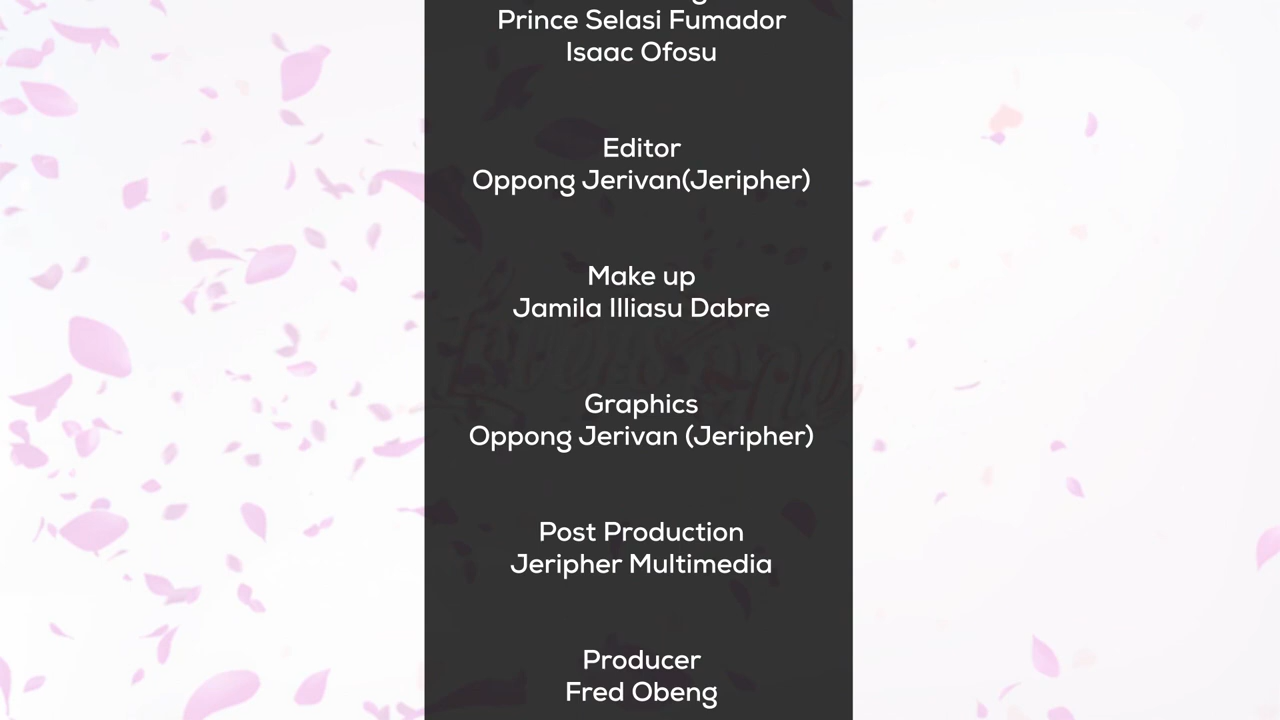 Prince Selasi Fumador
Isaac Ofosu
Editor
Oppong Jerivan(Jeripher)
Make up
Jamila Illiasu Dabre
Graphics
Oppong Jerivan (Jeripher)
Post Production
Jeripher Multimedia
Producer
Fred Obeng